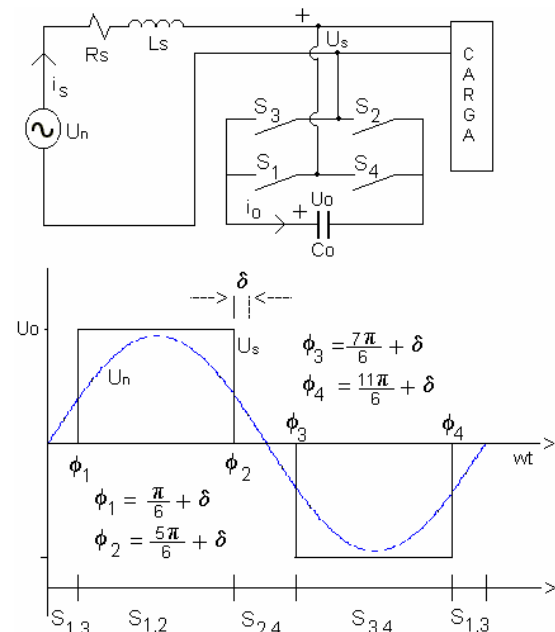 +
Rs
Ls
Us
CARGA
is
Un
S3
S2
S1
S4
Uo
io
+
Co
δ
Uo
Us
Un
ϕ3 = 7π/6 + δ
ϕ4 = 11π/6 + δ
ϕ3
ϕ4
ϕ1
ϕ2
wt
ϕ1 = π/6 + δ
ϕ2 = 5π/6 + δ
S1,3
S1,2
S2,4
S3,4
S1,3